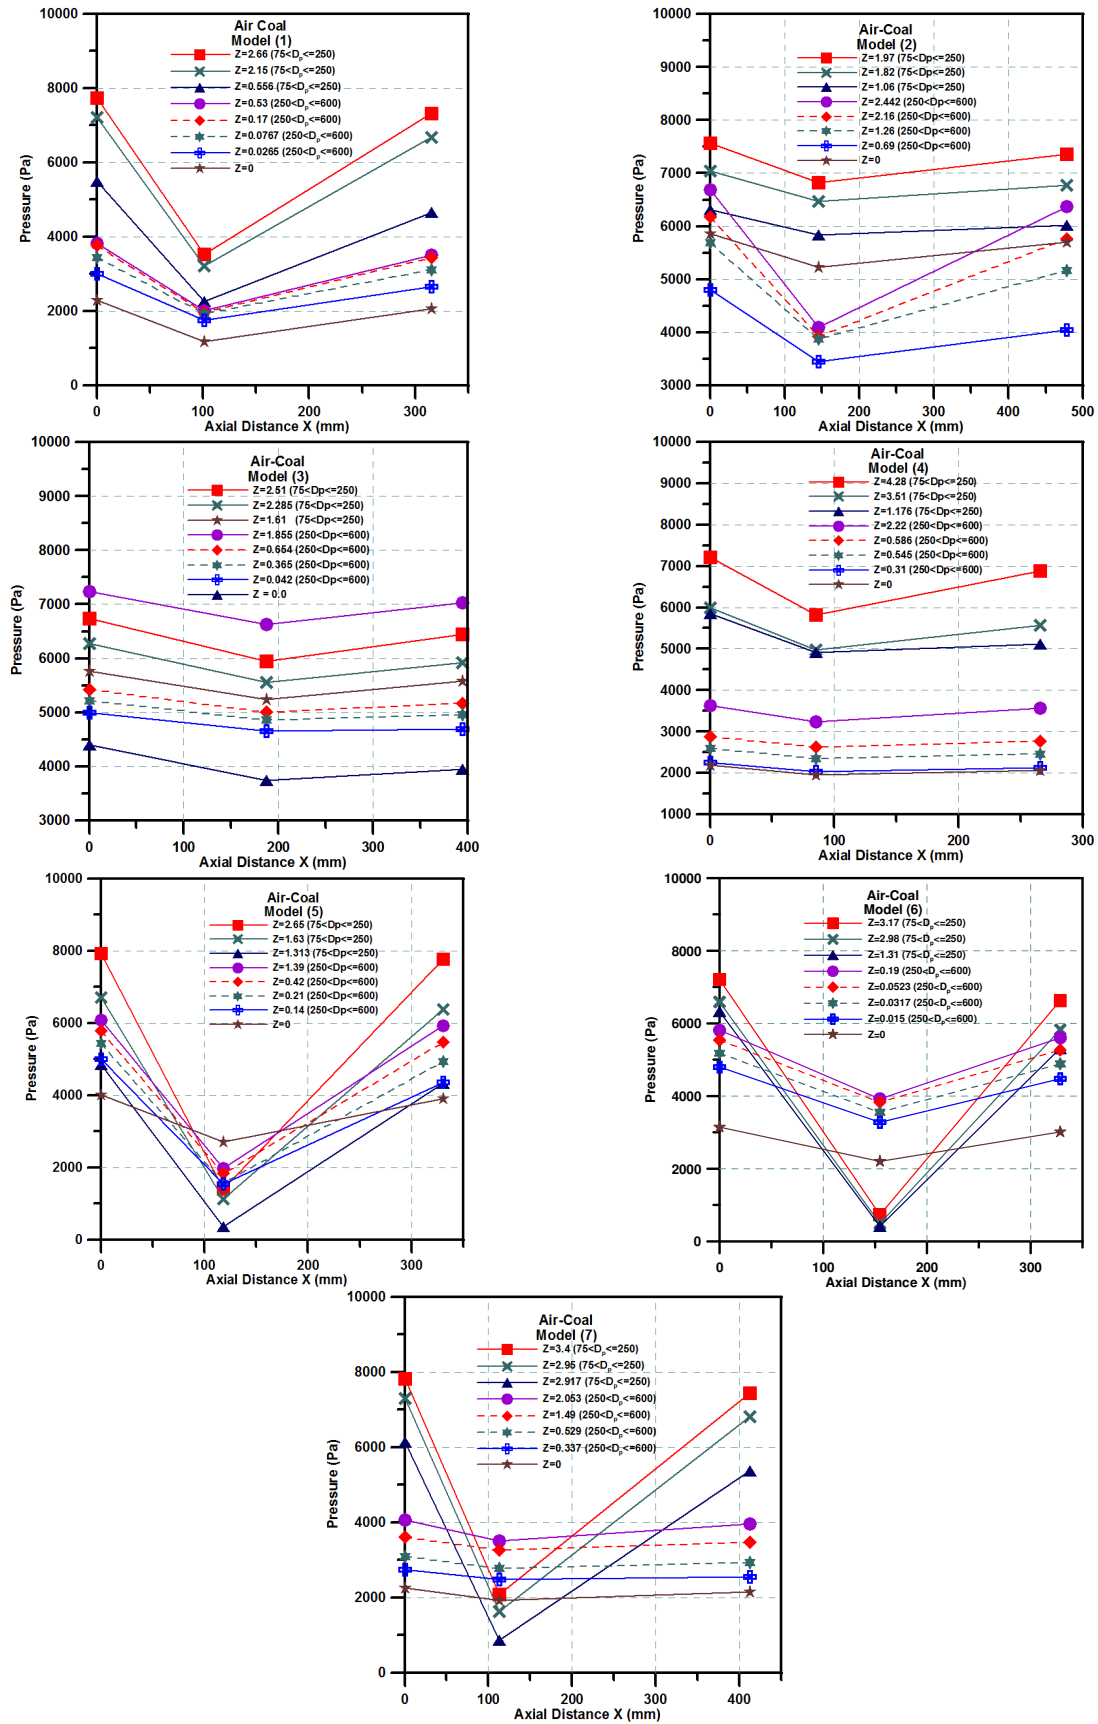 Air Coal
Model (1)
Z=2.66 (75<Dp<=250)
Z=2.15 (75<Dp<=250)
Z=0.556 (75<Dp<=250)
Z=0.53 (250<Dp<=600)
Z=0.17 (250<Dp<=600)
Z=0.0767 (250<Dp<=600)
Z=0.0265 (250<Dp<=600)
Z=0
Pressure (Pa)
10000
8000
6000
4000
2000
0
0 100 200 300
Axial Distance X (mm)
Air-Coal
Model (2)
Z=1.97 (75<Dp<=250)
Z=1.82 (75<Dp<=250)
Z=1.06 (75<Dp<=250)
Z=2.442 (250<Dp<=600)
Z=2.16 (250<Dp<=600)
Z=1.26 (250<Dp<=600)
Z=0.69 (250<Dp<=600)
Z=0
Pressure (Pa)
10000
9000
8000
7000
6000
5000
4000
3000
0 100 200 300 400 500
Axial Distance X (mm)
Air-Coal
Model (3)
Z=2.51 (75<Dp<=250)
Z=2.285 (75<Dp<=250)
Z=1.61 (75<Dp<=250)
Z=1.855 (250<Dp<=600)
Z=0.654 (250<Dp<=600)
Z=0.365 (250<Dp<=600)
Z=0.042 (250<Dp<=600)
Z = 0.0
Pressure (Pa)
10000
9000
8000
7000
6000
5000
4000
3000
0 100 200 300 400
Axial Distance X (mm)
Air-Coal
Model (4)
Z=4.28 (75<Dp<=250)
Z=3.51 (75<Dp<=250)
Z=1.176 (75<Dp<=250)
Z=2.22 (250<Dp<=600)
Z=0.586 (250<Dp<=600)
Z=0.545 (250<Dp<=600)
Z=0.31 (250<Dp<=600)
Z=0
Pressure (Pa)
10000
9000
8000
7000
6000
5000
4000
3000
2000
1000
0 100 200 300
Axial Distance X (mm)
Air-Coal
Model (5)
Z=2.65 (75<Dp<=250)
Z=1.63 (75<Dp<=250)
Z=1.313 (75<Dp<=250)
Z=1.39 (250<Dp<=600)
Z=0.42 (250<Dp<=600)
Z=0.21 (250<Dp<=600)
Z=0.14 (250<Dp<=600)
Z=0
Pressure (Pa)
10000
8000
6000
4000
2000
0
0 100 200 300
Axial Distance X (mm)
Air-Coal
Model (6)
Z=3.17 (75<Dp<=250)
Z=2.98 (75<Dp<=250)
Z=1.31 (75<Dp<=250)
Z=0.19 (250<Dp<=600)
Z=0.0523 (250<Dp<=600)
Z=0.0317 (250<Dp<=600)
Z=0.015 (250<Dp<=600)
Z=0
Pressure (Pa)
10000
8000
6000
4000
2000
0
0 100 200 300
Axial Distance X (mm)
Air-Coal
Model (7)
Z=3.4 (75<Dp<=250)
Z=2.95 (75<Dp<=250)
Z=2.917 (75<Dp<=250)
Z=2.053 (250<Dp<=600)
Z=1.49 (250<Dp<=600)
Z=0.529 (250<Dp<=600)
Z=0.337 (250<Dp<=600)
Z=0
Pressure (Pa)
10000
8000
6000
4000
2000
0
0 100 200 300 400
Axial Distance X (mm)